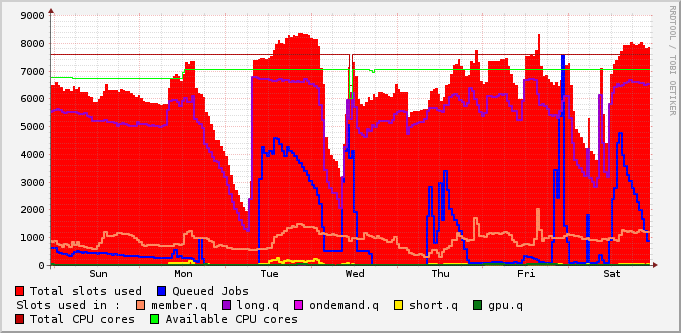 RRDTOOL / TOBI OETIKER
9000
8000
7000
6000
5000
4000
3000
2000
1000
0
Sun Mon Tue Wed Thu Fri Sat
Total slots used Queued Jobs
Slots used in : member.q long.q ondemand.q short.q gpu.q
Total CPU cores Available CPU cores